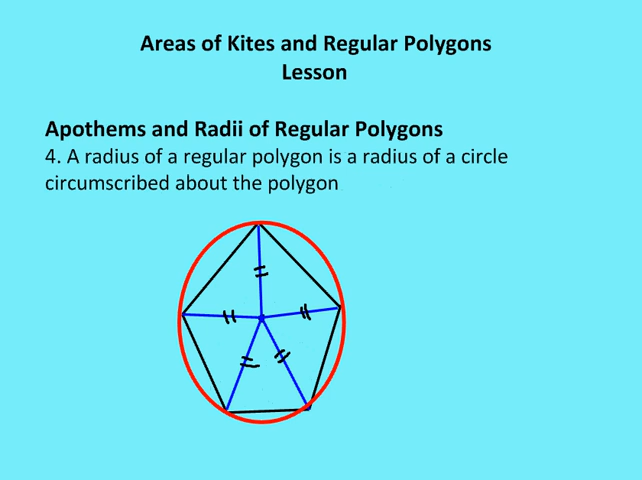 Areas of Kites and Regular Polygons
Lesson
Apothems and Radii of Regular Polygons
4. A radius of a regular polygon is a radius of a circle
circumscribed about the polygon